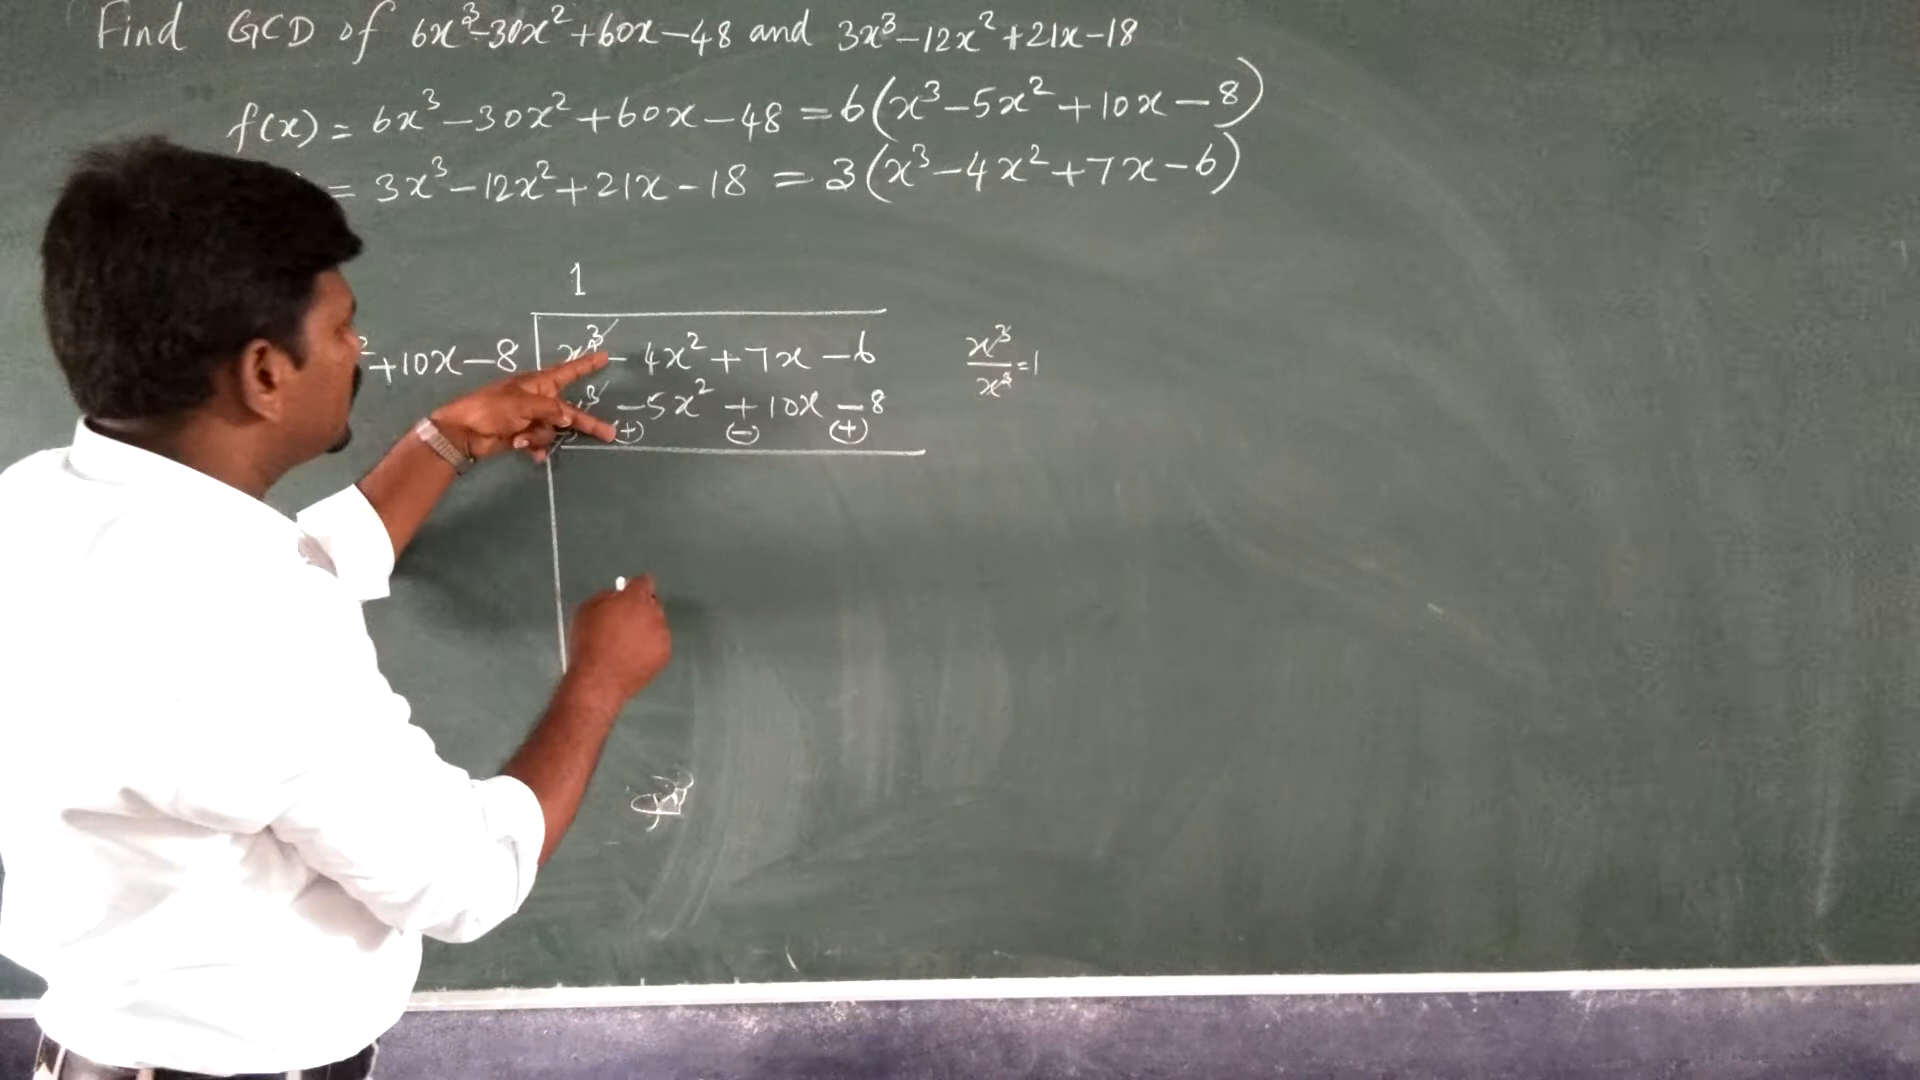 Find GCD of 6x³-30x²+60x-48 and 3x³-12x²+21x-18
f(x) = 6x³-30x²+60x-48 = 6(x³-5x²+10x-8)
= 3x³-12x²+21x-18 = 3(x³-4x²+7x-6)
1
+10x-8 x³-4x²+7x-6 x³/x³=1
³ -5x² +10x -8
(+) (-) (+)